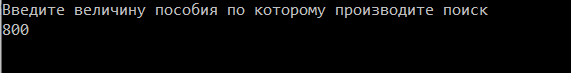 Введите величину пособия по которому производите поиск
800